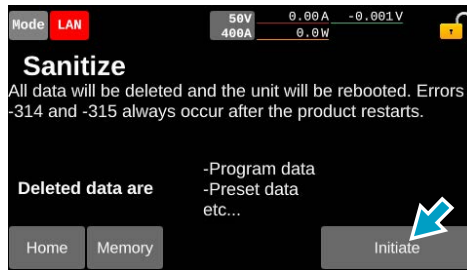 Mode LAN 50V 0.00A -0.001V
400A 0.0W
Sanitize
All data will be deleted and the unit will be rebooted. Errors
-314 and -315 always occur after the product restarts.
-Program data
Deleted data are -Preset data
etc...
Home Memory Initiate